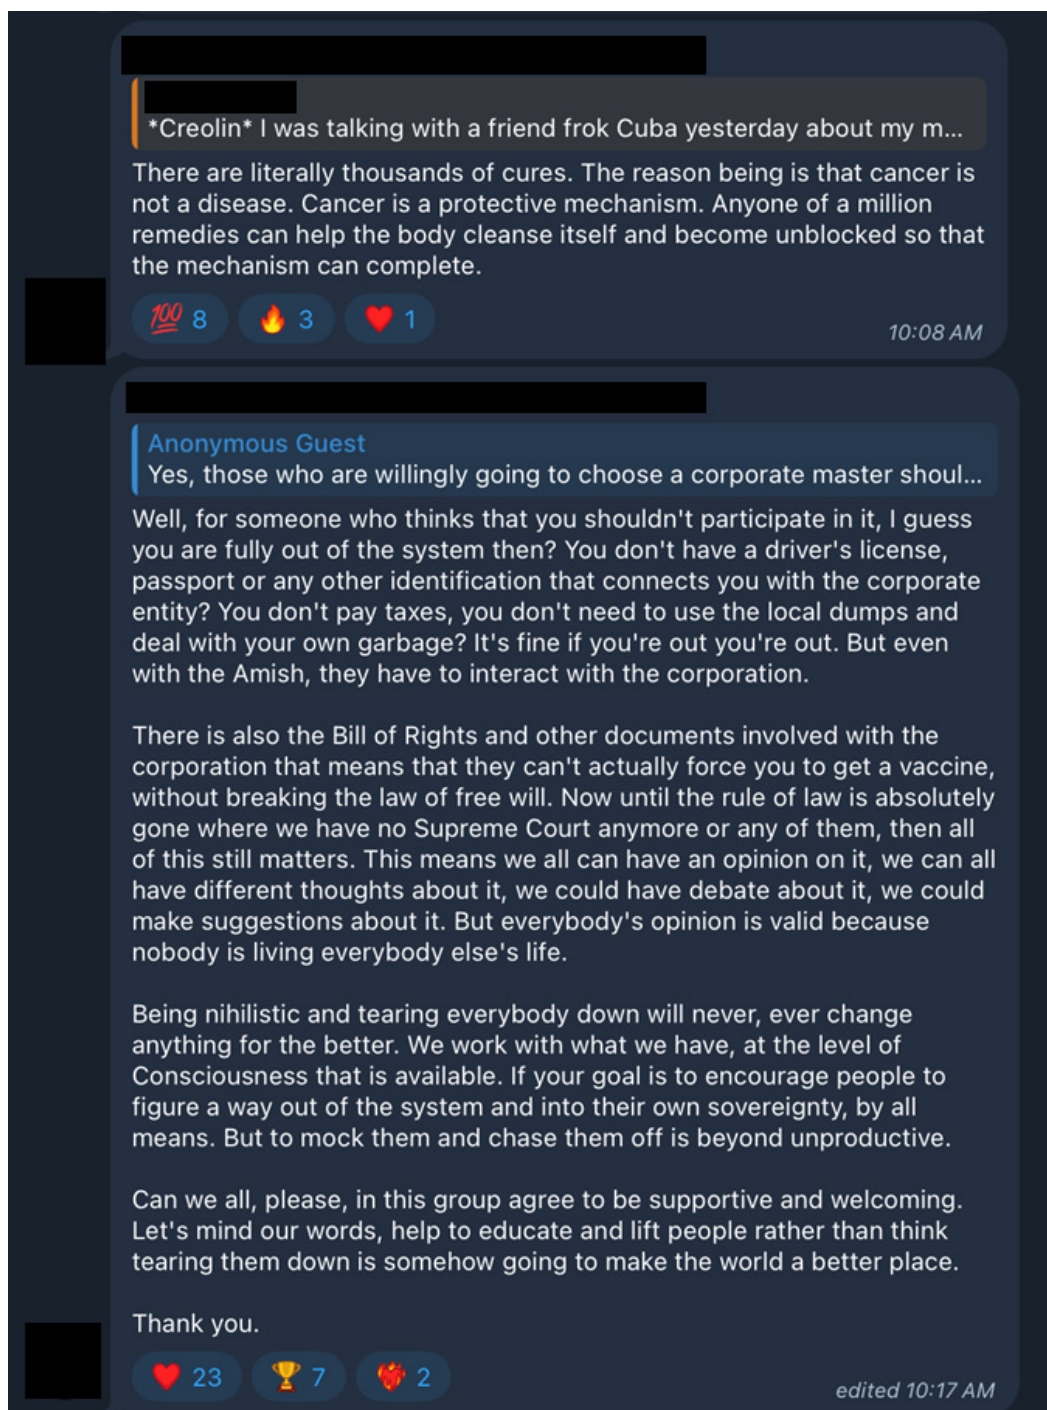 *Creolin* I was talking with a friend frok Cuba yesterday about my m...
There are literally thousands of cures. The reason being is that cancer is
not a disease. Cancer is a protective mechanism. Anyone of a million
remedies can help the body cleanse itself and become unblocked so that
the mechanism can complete.
💯 8 🔥 3 ❤️ 1
10:08 AM
Anonymous Guest
Yes, those who are willingly going to choose a corporate master shoul...
Well, for someone who thinks that you shouldn't participate in it, I guess
you are fully out of the system then? You don't have a driver's license,
passport or any other identification that connects you with the corporate
entity? You don't pay taxes, you don't need to use the local dumps and
deal with your own garbage? It's fine if you're out you're out. But even
with the Amish, they have to interact with the corporation.
There is also the Bill of Rights and other documents involved with the
corporation that means that they can't actually force you to get a vaccine,
without breaking the law of free will. Now until the rule of law is absolutely
gone where we have no Supreme Court anymore or any of them, then all
of this still matters. This means we all can have an opinion on it, we can all
have different thoughts about it, we could have debate about it, we could
make suggestions about it. But everybody's opinion is valid because
nobody is living everybody else's life.
Being nihilistic and tearing everybody down will never, ever change
anything for the better. We work with what we have, at the level of
Consciousness that is available. If your goal is to encourage people to
figure a way out of the system and into their own sovereignty, by all
means. But to mock them and chase them off is beyond unproductive.
Can we all, please, in this group agree to be supportive and welcoming.
Let's mind our words, help to educate and lift people rather than think
tearing them down is somehow going to make the world a better place.
Thank you.
❤️ 23 🏆 7 ❤️‍🔥 2
edited 10:17 AM